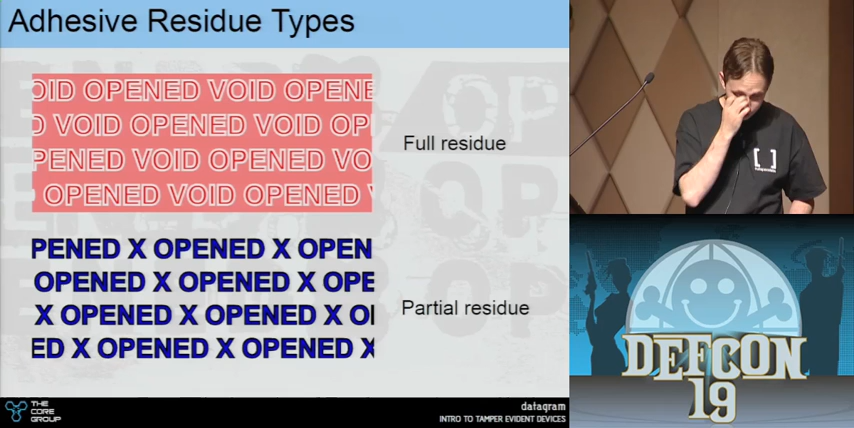 Adhesive Residue Types
OID OPENED VOID OPENE
D VOID OPENED VOID OP
PENED VOID OPENED VO
OPENED VOID OPENED V
Full residue
PENED X OPENED X OPEN
OPENED X OPENED X OPE
X OPENED X OPENED X O
ED X OPENED X OPENED X
Partial residue
THE
CORE
GROUP
datagram
INTRO TO TAMPER EVIDENT DEVICES
[ ]
DEFCON
19